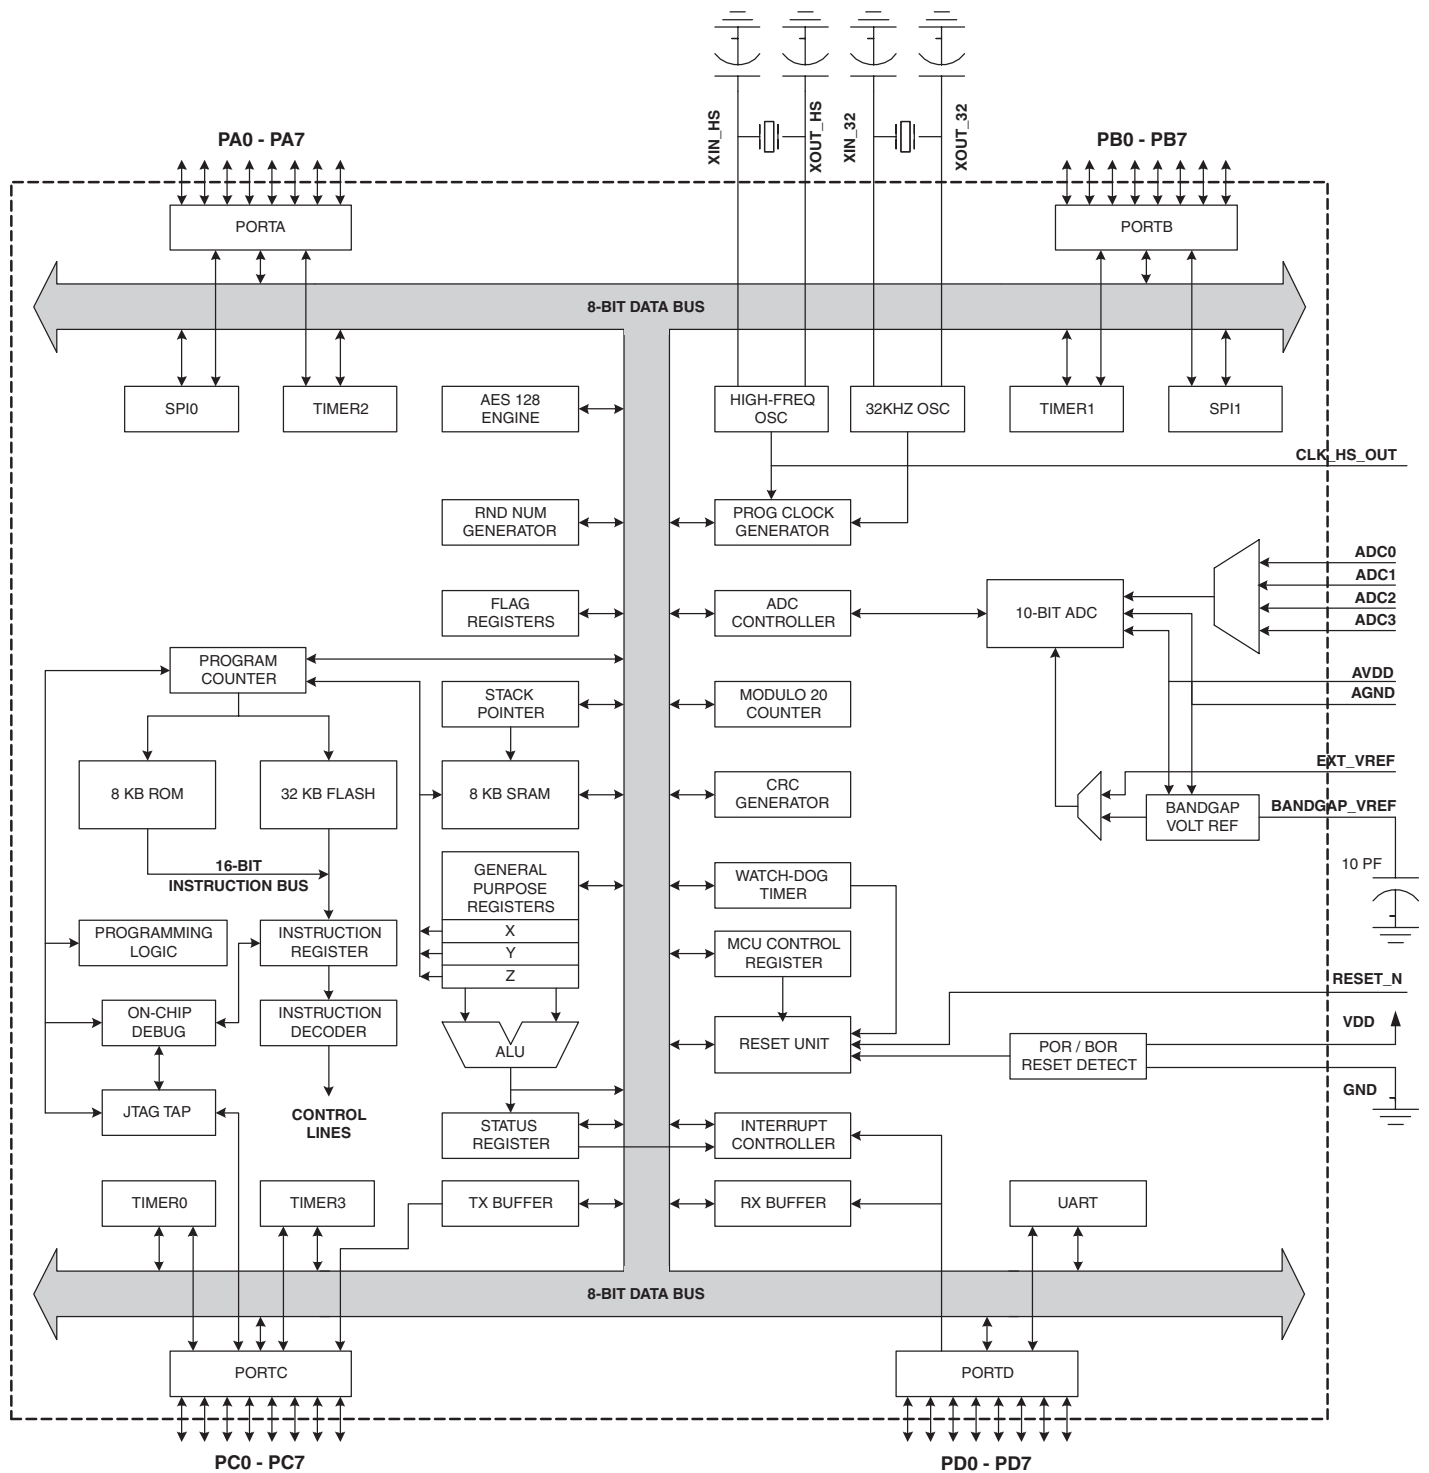 XIN_HS
XOUT_HS
XIN_32
XOUT_32
PA0 - PA7
PB0 - PB7
PORTA
PORTB
8-BIT DATA BUS
SPI0
TIMER2
AES 128
ENGINE
HIGH-FREQ
OSC
32KHZ OSC
TIMER1
SPI1
CLK_HS_OUT
RND NUM
GENERATOR
PROG CLOCK
GENERATOR
ADC0
ADC1
ADC2
ADC3
FLAG
REGISTERS
ADC
CONTROLLER
10-BIT ADC
PROGRAM
COUNTER
STACK
POINTER
MODULO 20
COUNTER
AVDD
AGND
8 KB ROM
32 KB FLASH
8 KB SRAM
CRC
GENERATOR
EXT_VREF
BANDGAP
VOLT REF
BANDGAP_VREF
10 PF
16-BIT
INSTRUCTION BUS
GENERAL
PURPOSE
REGISTERS
X
Y
Z
WATCH-DOG
TIMER
PROGRAMMING
LOGIC
INSTRUCTION
REGISTER
MCU CONTROL
REGISTER
RESET_N
ON-CHIP
DEBUG
INSTRUCTION
DECODER
ALU
RESET UNIT
POR / BOR
RESET DETECT
VDD
GND
JTAG TAP
CONTROL
LINES
STATUS
REGISTER
INTERRUPT
CONTROLLER
TIMER0
TIMER3
TX BUFFER
RX BUFFER
UART
8-BIT DATA BUS
PORTC
PORTD
PC0 - PC7
PD0 - PD7